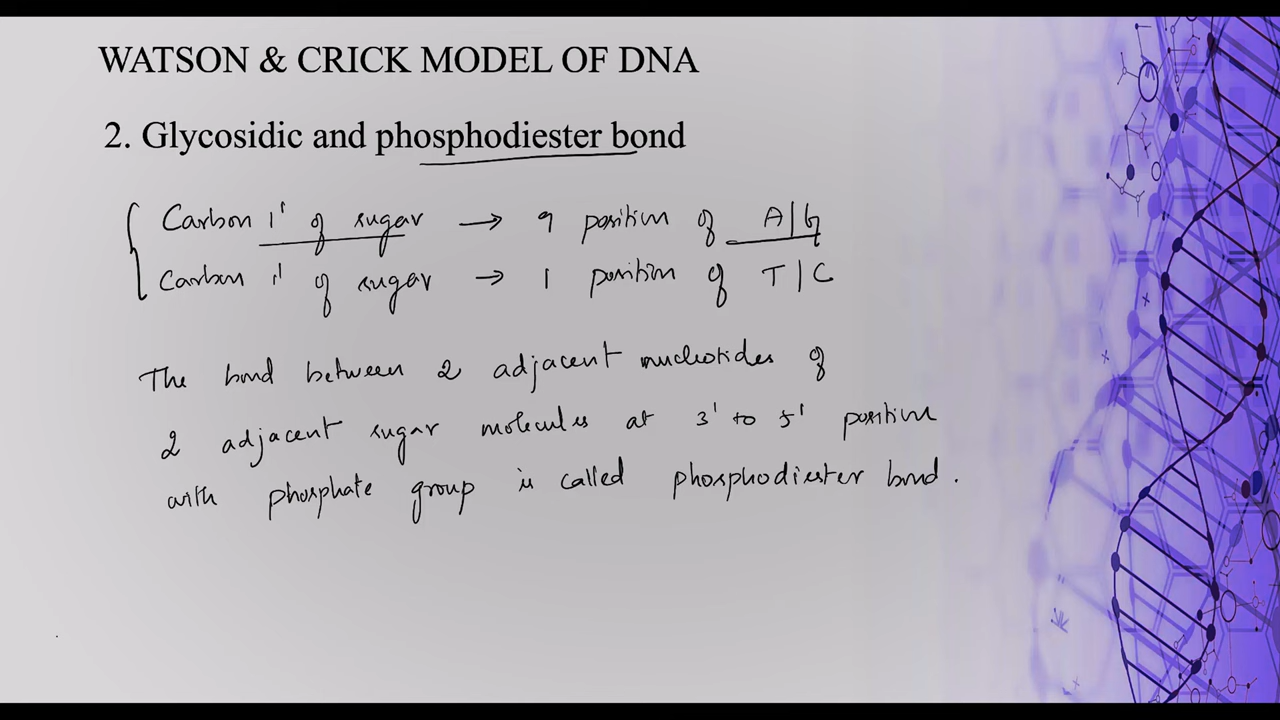 WATSON & CRICK MODEL OF DNA
2. Glycosidic and phosphodiester bond
Carbon 1' of sugar → 9 position of A|G
Carbon 1' of sugar → 1 position of T|C
The bond between 2 adjacent nucleotides of
2 adjacent sugar molecules at 3' to 5' position
with phosphate group is called phosphodiester bond.